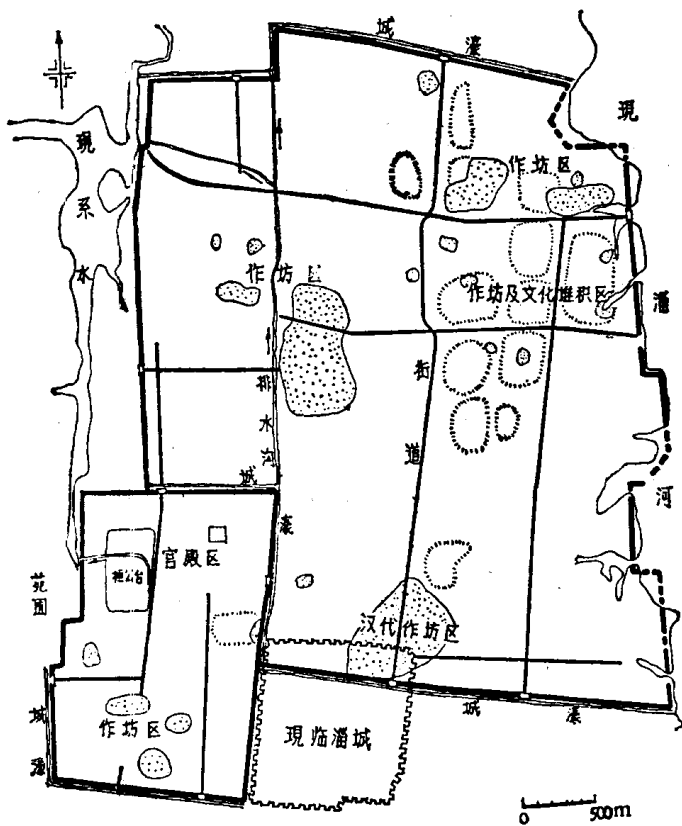 城濠
現
現系水
作坊区
作坊区
作坊及文化堆积区
淄河
街道
排水沟
城濠
宫殿区
桓公台
苑囿
汉代作坊区
城濠
作坊区
城濠
現临淄城
0 500m